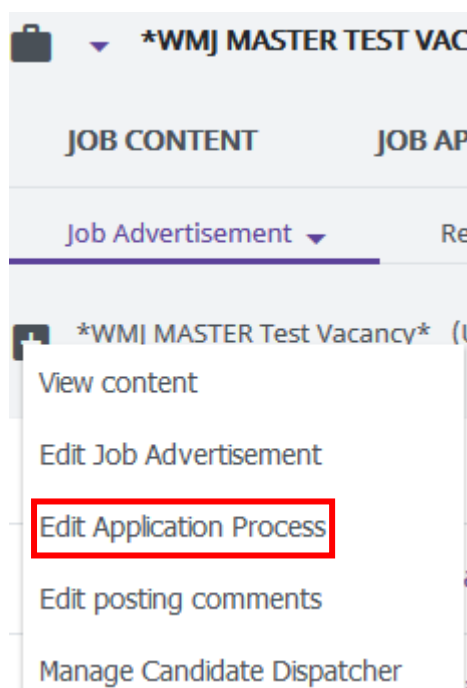 *WMJ MASTER TEST VAC
JOB CONTENT JOB AP
Job Advertisement Re
*WMJ MASTER Test Vacancy* (
View content
Edit Job Advertisement
Edit Application Process
Edit posting comments
Manage Candidate Dispatcher